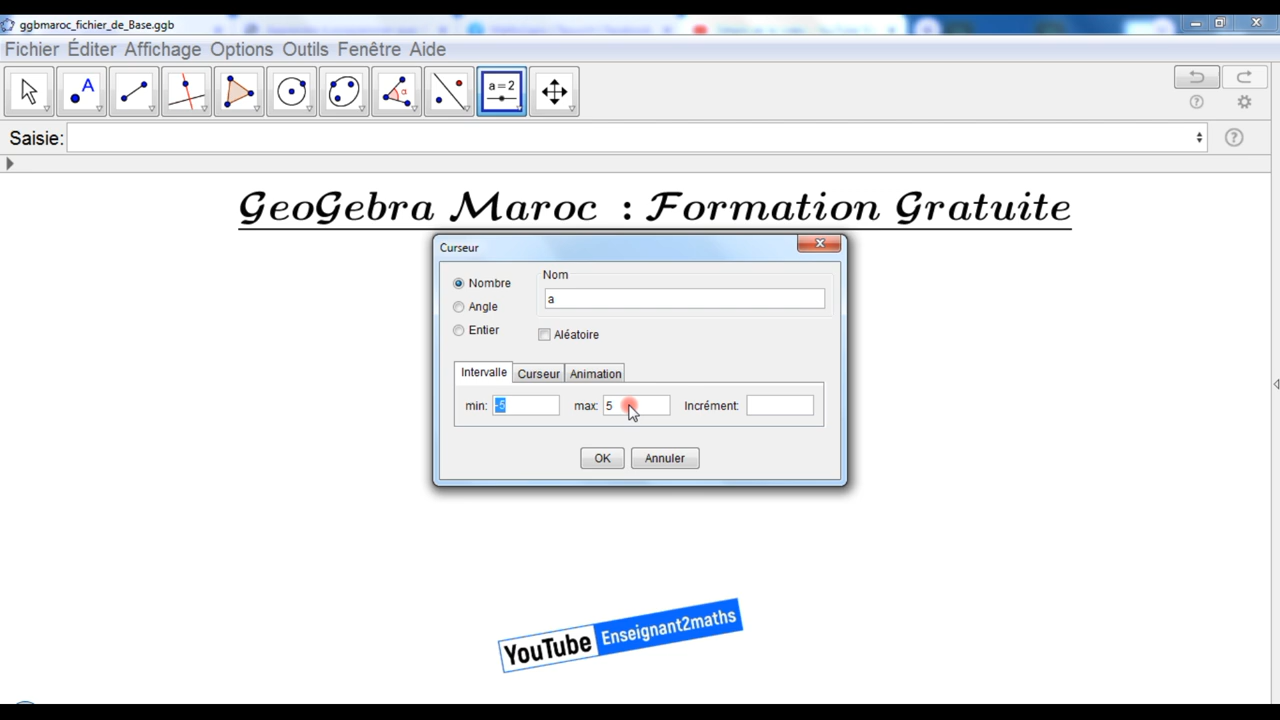 ggbmaroc_fichier_de_Base.ggb
Fichier Éditer Affichage Options Outils Fenêtre Aide
A
α
a = 2
Saisie:
GeoGebra Maroc : Formation Gratuite
Curseur
Nombre
Nom
a
Angle
Entier
Aléatoire
Intervalle Curseur Animation
min: -5 max: 5 Incrément:
OK Annuler
YouTube Enseignant2maths